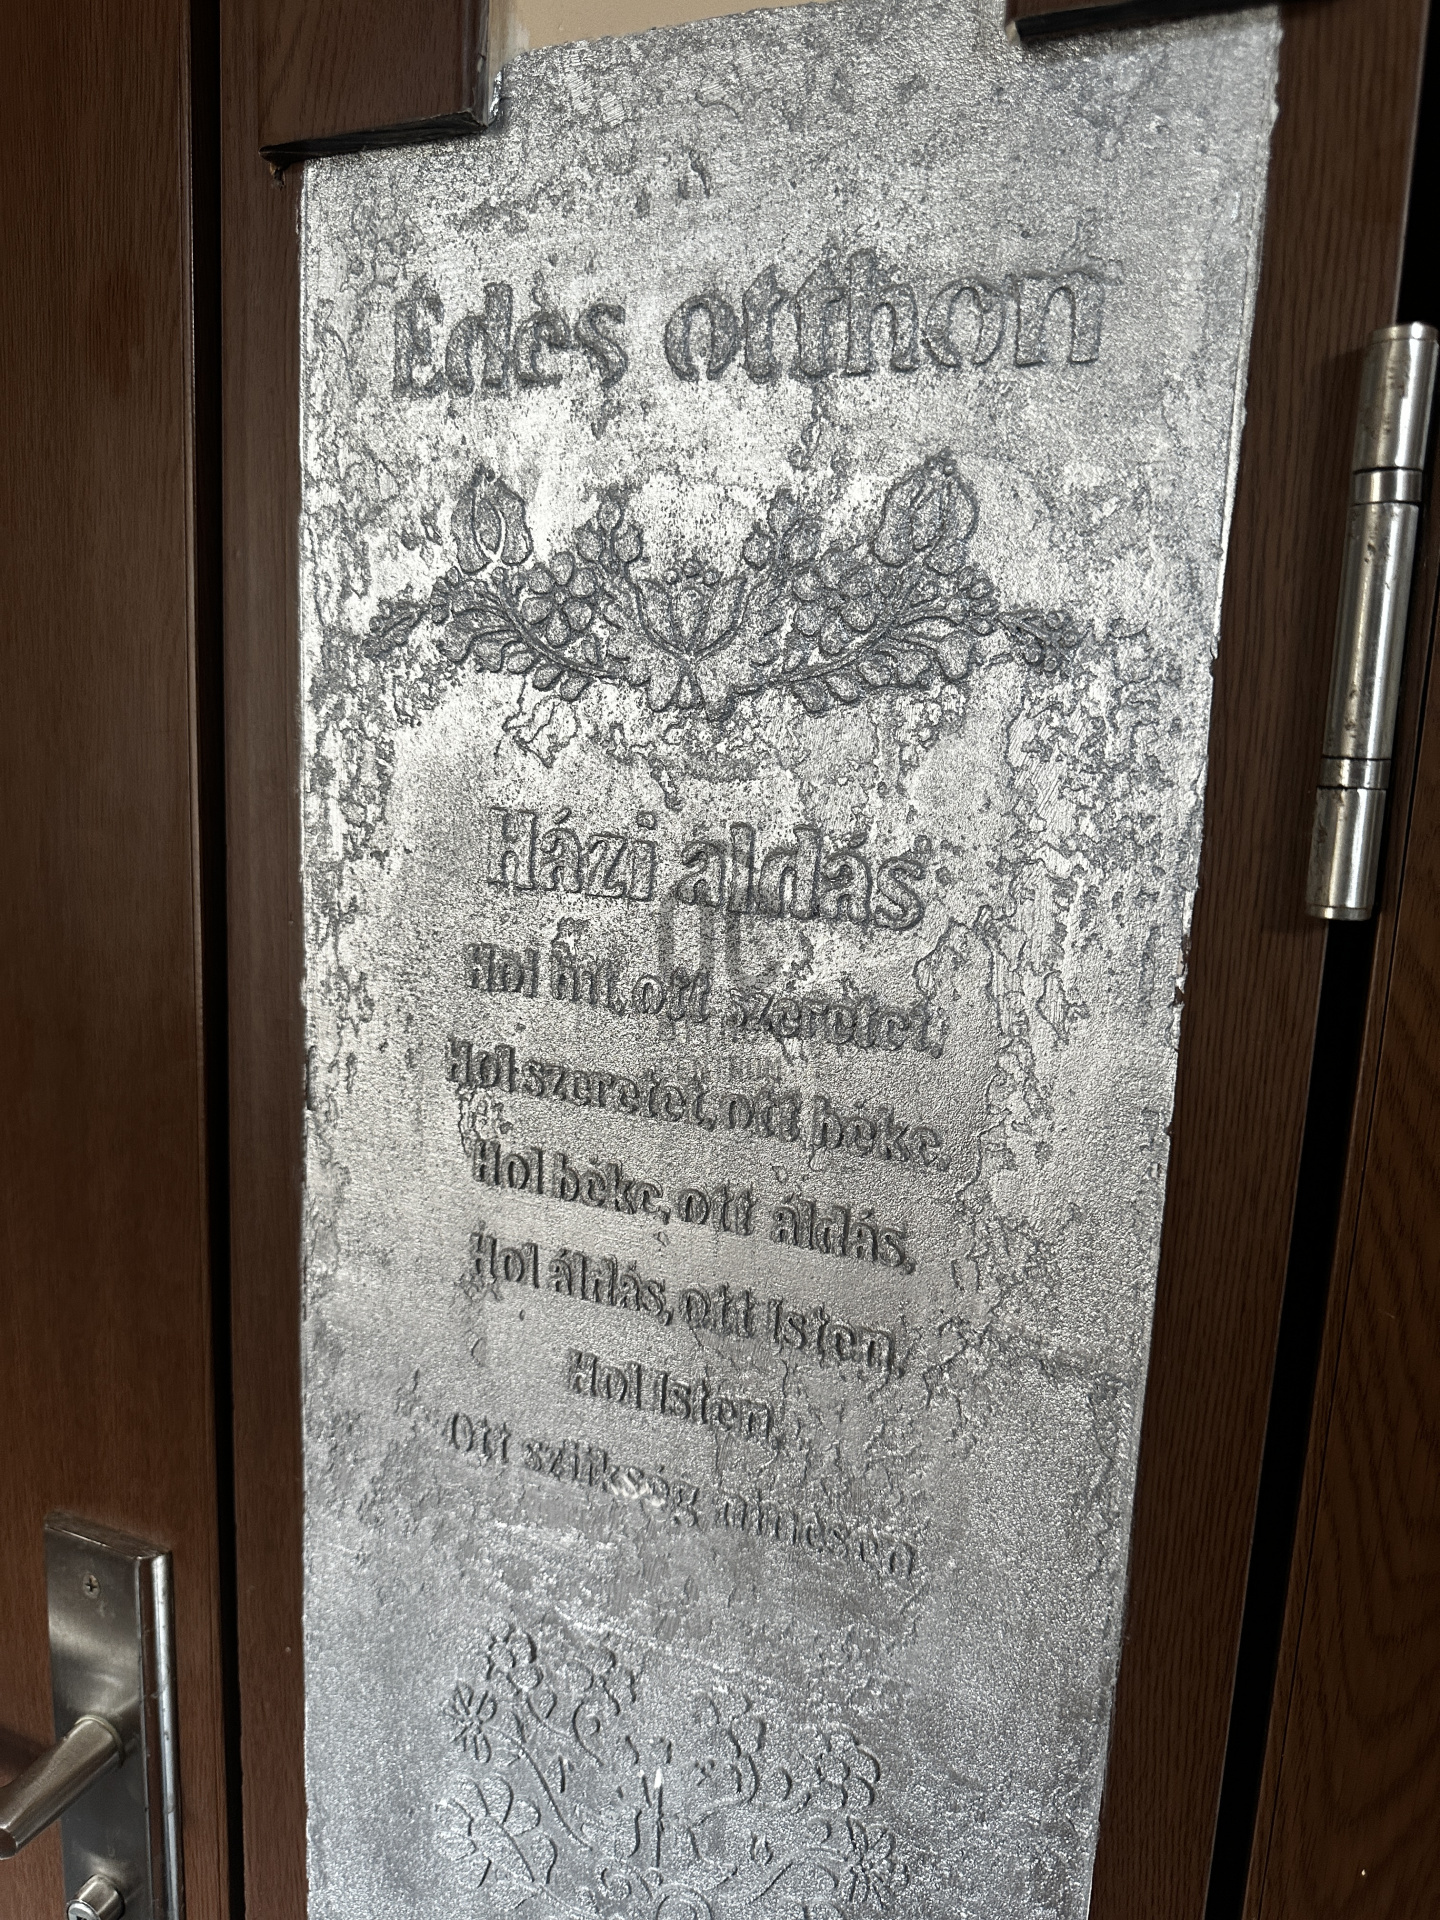 Édes otthon
Házi áldás
Hol hit, ott szeretet,
Hol szeretet, ott béke.
Hol béke, ott áldás,
Hol áldás, ott Isten,
Hol Isten,
Ott szükség nincsen